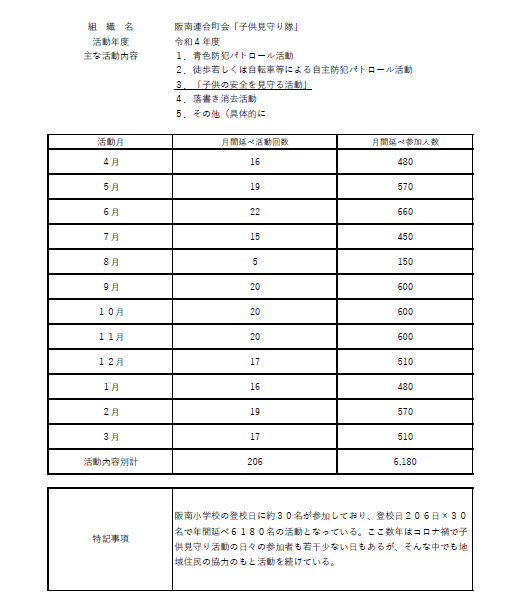 組　織　名　阪南連合町会「子供見守り隊」
活動年度　令和４年度
主な活動内容　１．青色防犯パトロール活動
２．徒歩若しくは自転車等による自主防犯パトロール活動
３．「子供の安全を見守る活動」
４．落書き消去活動
５．その他（具体的に
活動月　月間延べ活動回数　月間延べ参加人数
４月　16　480
５月　19　570
６月　22　660
７月　15　450
８月　5　150
９月　20　600
１０月　20　600
１１月　20　600
１２月　17　510
１月　16　480
２月　19　570
３月　17　510
活動内容別計　206　6,180
特記事項
阪南小学校の登校日に約３０名が参加しており、登校日２０６日×３０
名で年間延べ６１８０名の活動となっている。ここ数年はコロナ禍で子
供見守り活動の日々の参加者も若干少ない日もあるが、そんな中でも地
域住民の協力のもと活動を続けている。